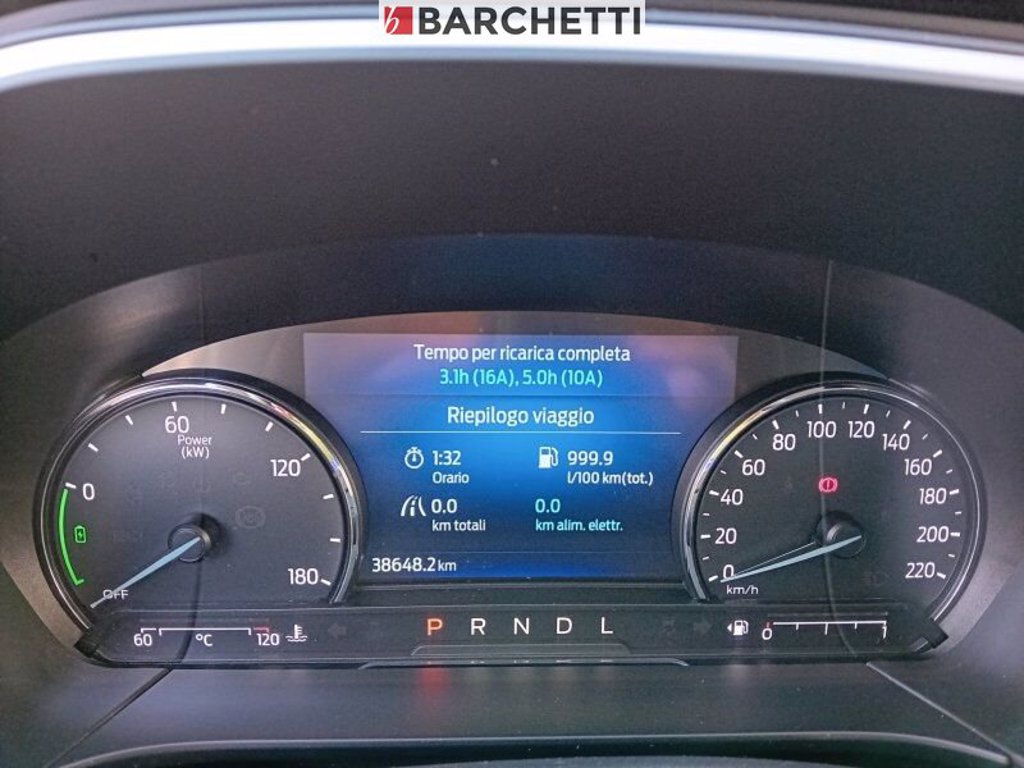 BARCHETTI
Tempo per ricarica completa
3.1h (16A), 5.0h (10A)
Riepilogo viaggio
1:32
Orario
999.9
l/100 km(tot.)
0.0
km totali
0.0
km alim. elettr.
38648.2 km
0
60
Power
(kW)
120
180
OFF
0
20
40
60
80
100
120
140
160
180
200
220
km/h
60
°C
120
P R N D L
0
1